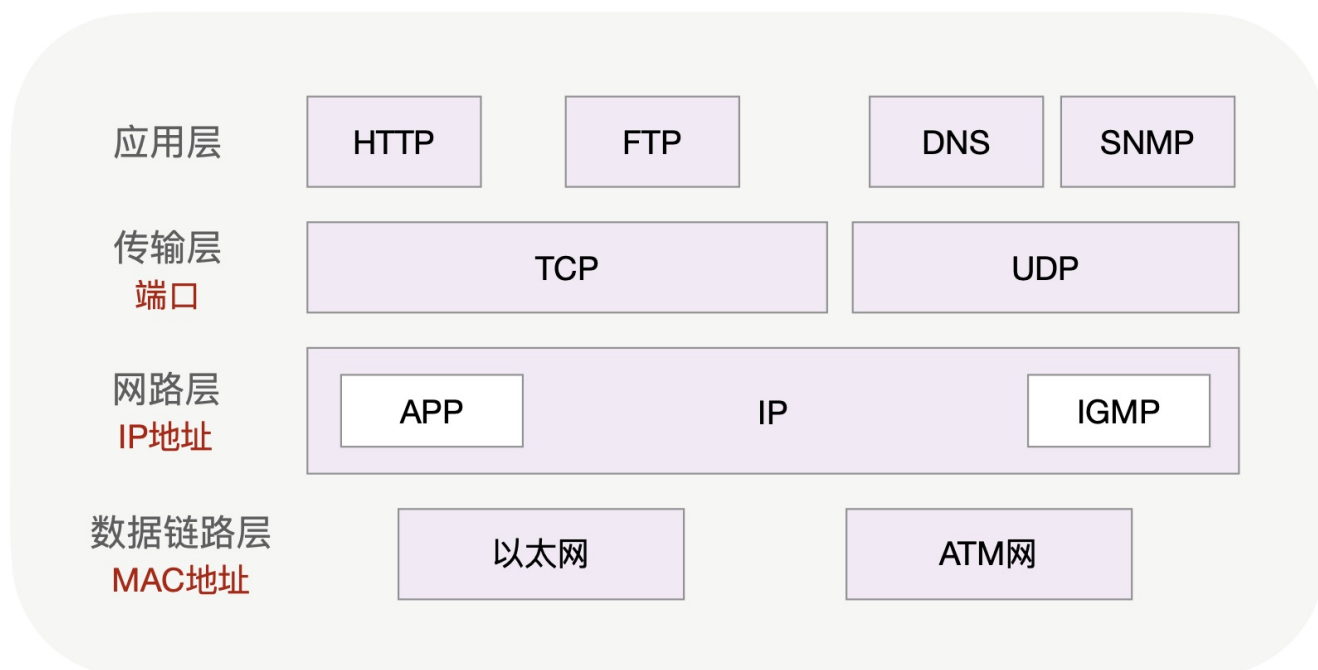 应用层
HTTP
FTP
DNS
SNMP
传输层
端口
TCP
UDP
网路层
IP地址
APP
IP
IGMP
数据链路层
MAC地址
以太网
ATM网